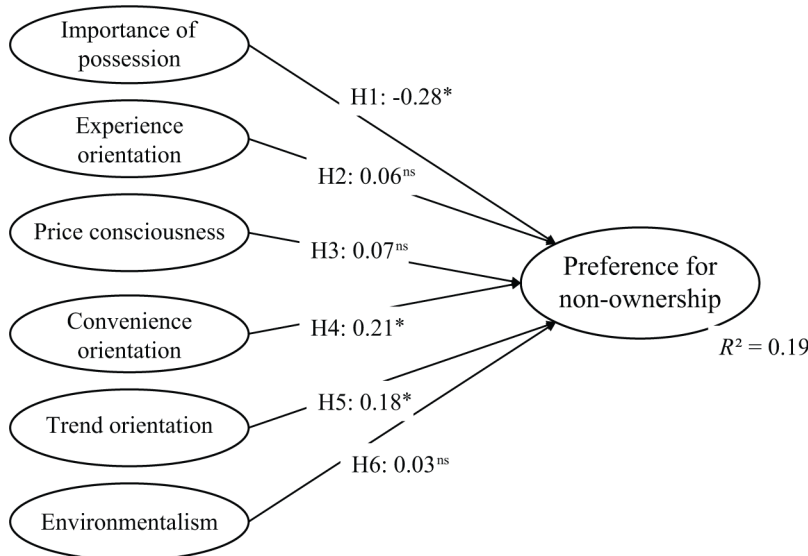 Importance of
possession
H1: -0.28*
Experience
orientation
H2: 0.06ns
Price consciousness
H3: 0.07ns
Preference for
non-ownership
Convenience
orientation
H4: 0.21*
R² = 0.19
H5: 0.18*
Trend orientation
H6: 0.03ns
Environmentalism